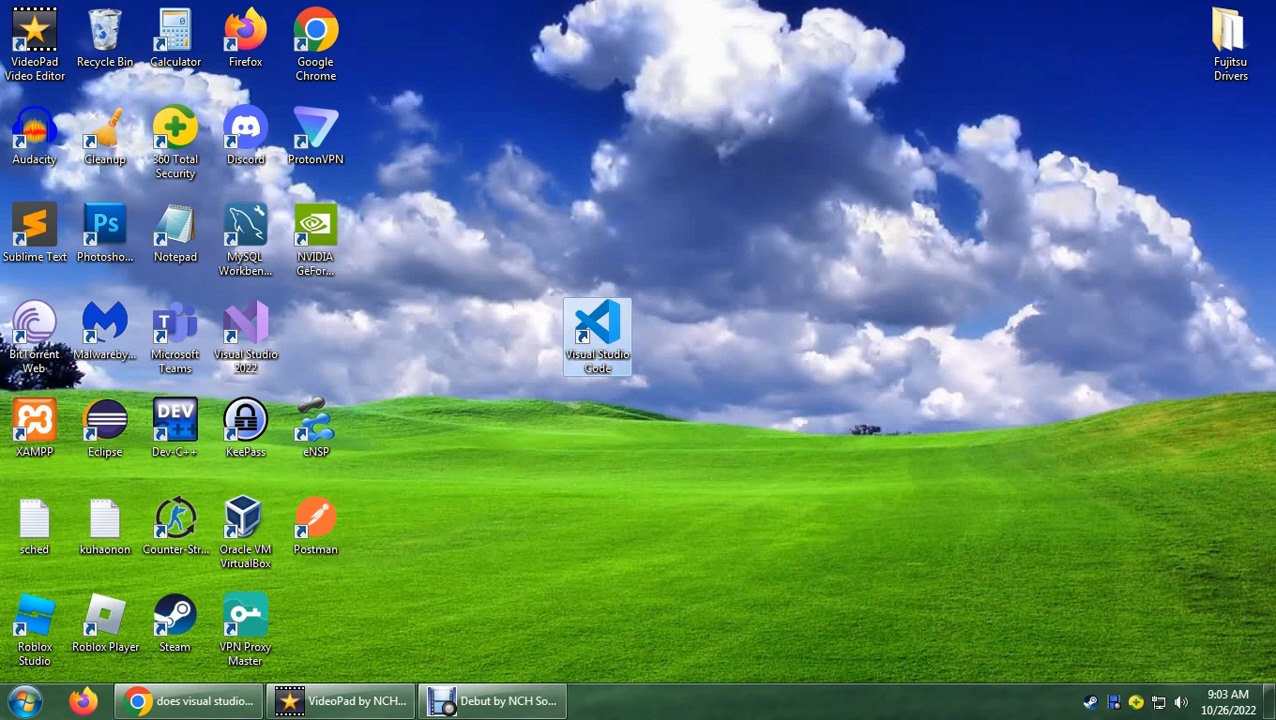 VideoPad
Video Editor
Recycle Bin
Calculator
Firefox
Google
Chrome
Fujitsu
Drivers
Audacity
Cleanup
360 Total
Security
Discord
ProtonVPN
Sublime Text
Ps
Photosho...
Notepad
MySQL
Workben...
NVIDIA
GeFor...
BitTorrent
Web
Malwareby...
T
Microsoft
Teams
Visual Studio
2022
Visual Studio
Code
XAMPP
Eclipse
DEV
C++
Dev-C++
KeePass
eNSP
sched
kuhaonon
Counter-Str...
Oracle VM
VirtualBox
Postman
Roblox
Studio
Roblox Player
Steam
VPN Proxy
Master
does visual studio...
VideoPad by NCH...
Debut by NCH So...
9:03 AM
10/26/2022